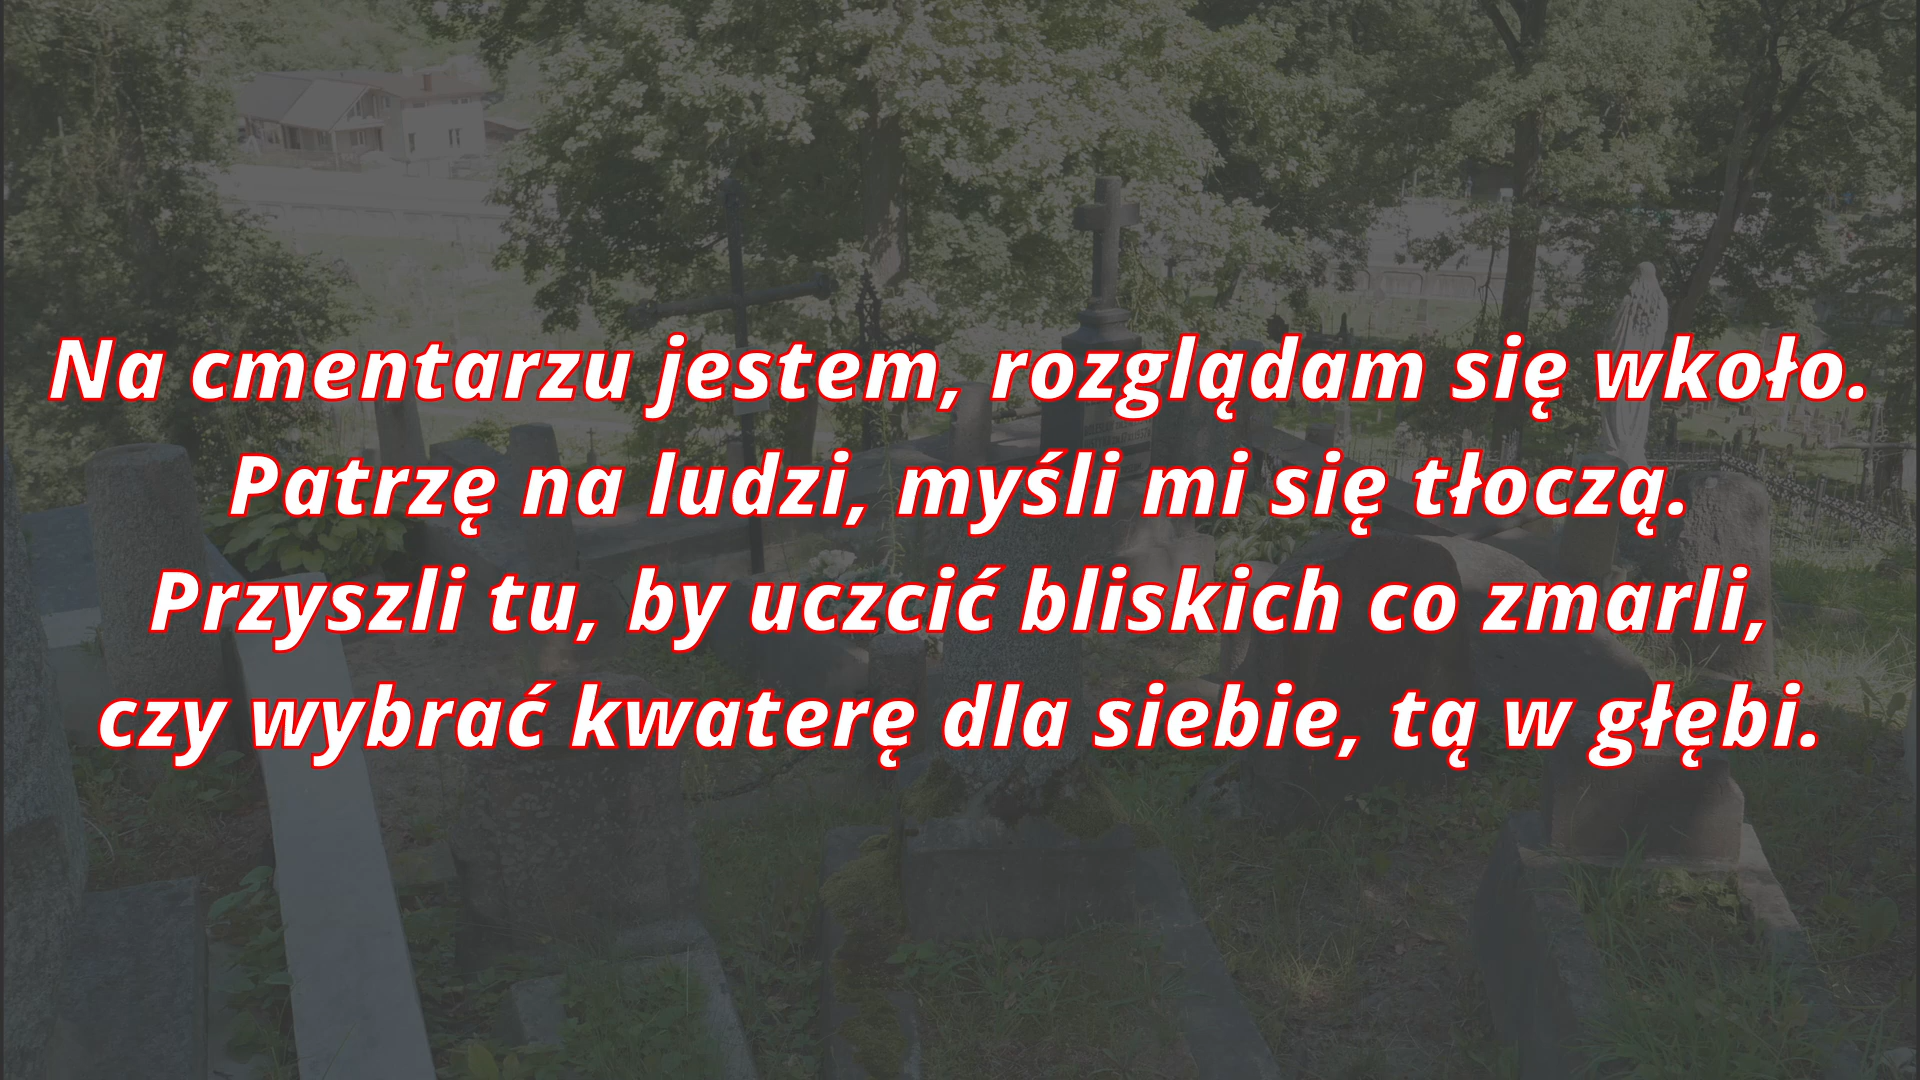 Na cmentarzu jestem, rozglądam się wkoło.
Patrzę na ludzi, myśli mi się tłoczą.
Przyszli tu, by uczcić bliskich co zmarli,
czy wybrać kwaterę dla siebie, tą w głębi.